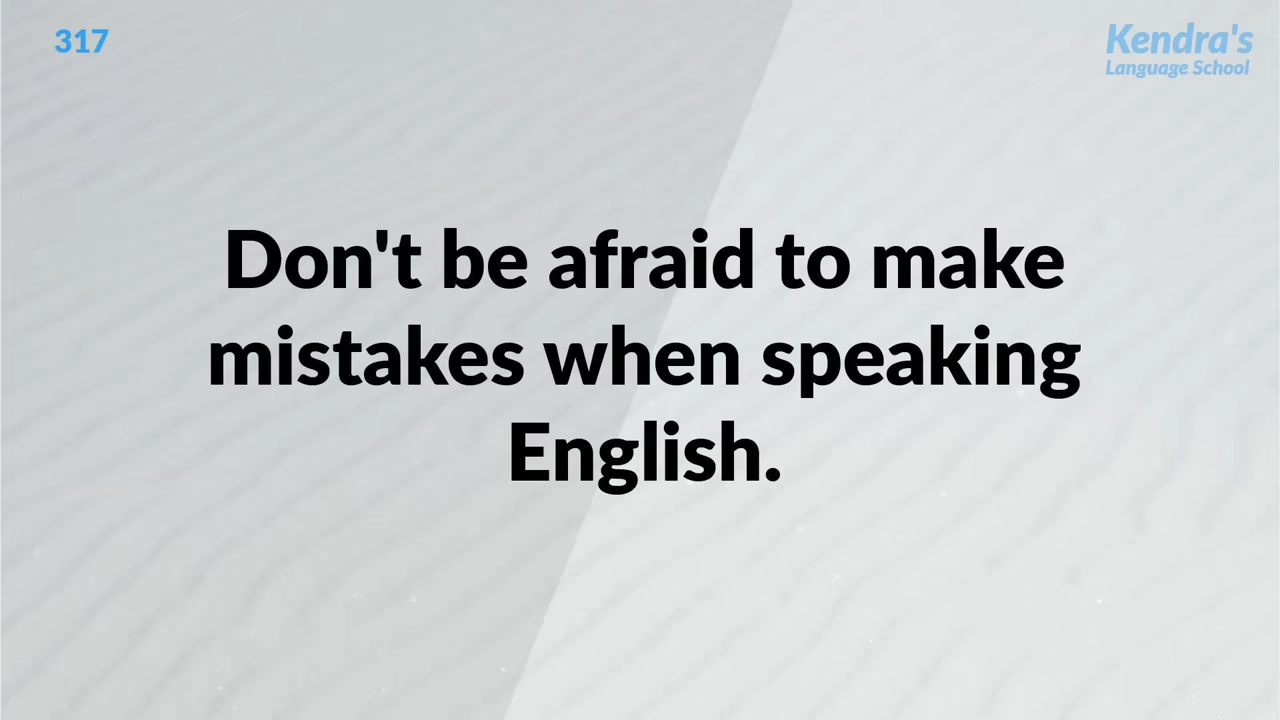 317
Kendra's
Language School
Don't be afraid to make
mistakes when speaking
English.